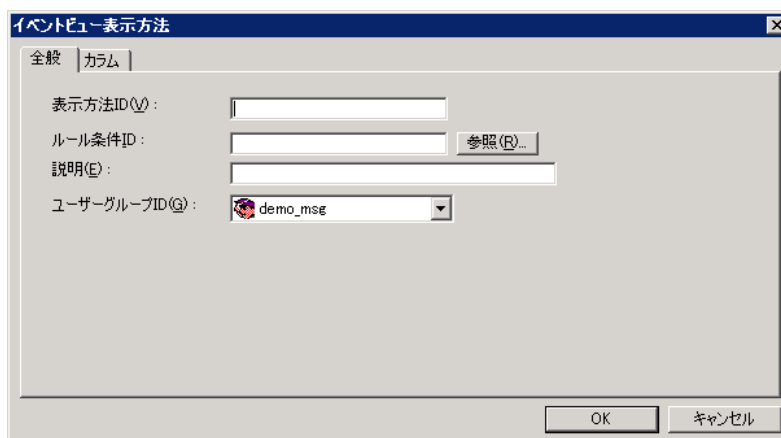 イベントビュー表示方法
全般 カラム
表示方法ID(V):
ルール条件ID: 参照(R)...
説明(E):
ユーザーグループID(G): demo_msg
OK キャンセル